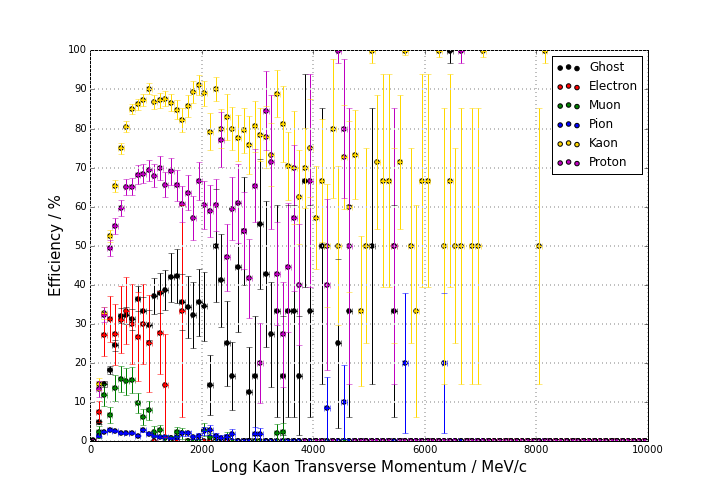 100
90
80
70
60
50
40
30
20
10
0
Efficiency / %
Ghost
Electron
Muon
Pion
Kaon
Proton
0 2000 4000 6000 8000 10000
Long Kaon Transverse Momentum / MeV/c